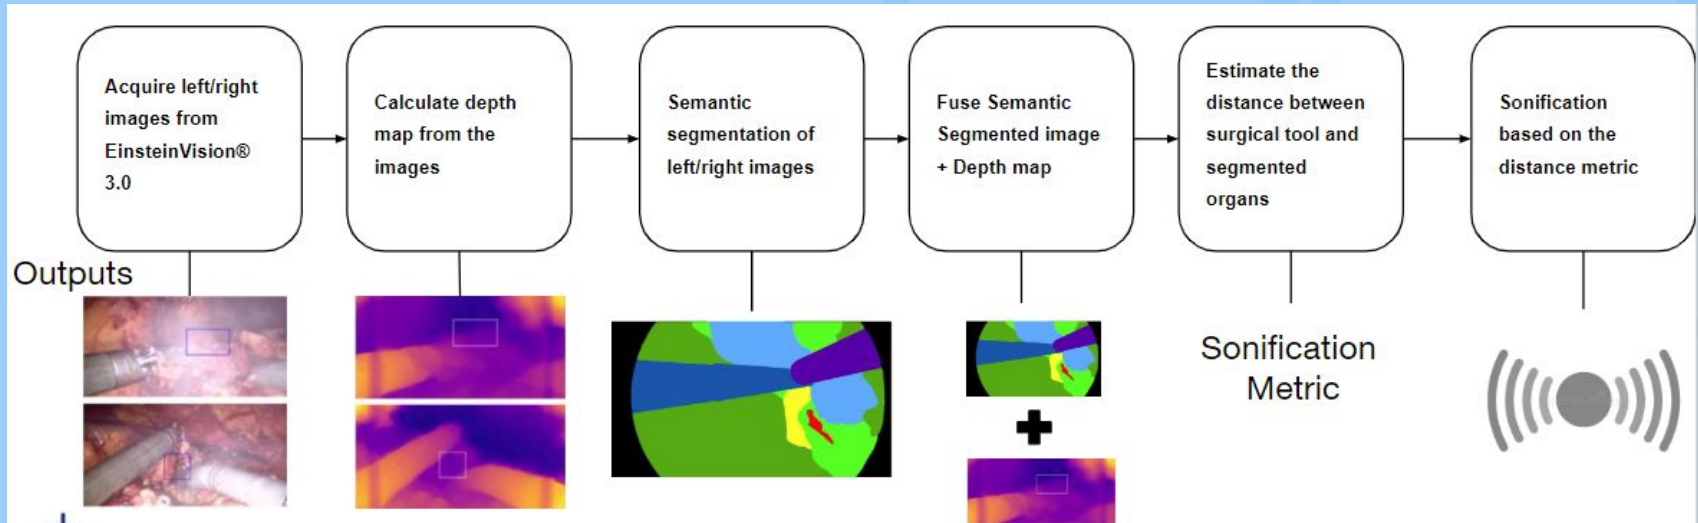 Acquire left/right
images from
EinsteinVision®
3.0
Calculate depth
map from the
images
Semantic
segmentation of
left/right images
Fuse Semantic
Segmented image
+ Depth map
Estimate the
distance between
surgical tool and
segmented
organs
Sonification
based on the
distance metric
Outputs
Sonification
Metric